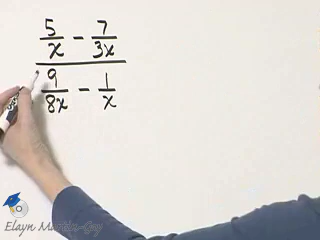 5/x - 7/3x
9/8x - 1/x
Elayn Martin-Gay